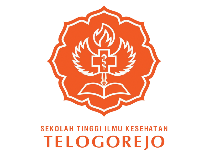 SEKOLAH TINGGI ILMU KESEHATAN
TELOGOREJO